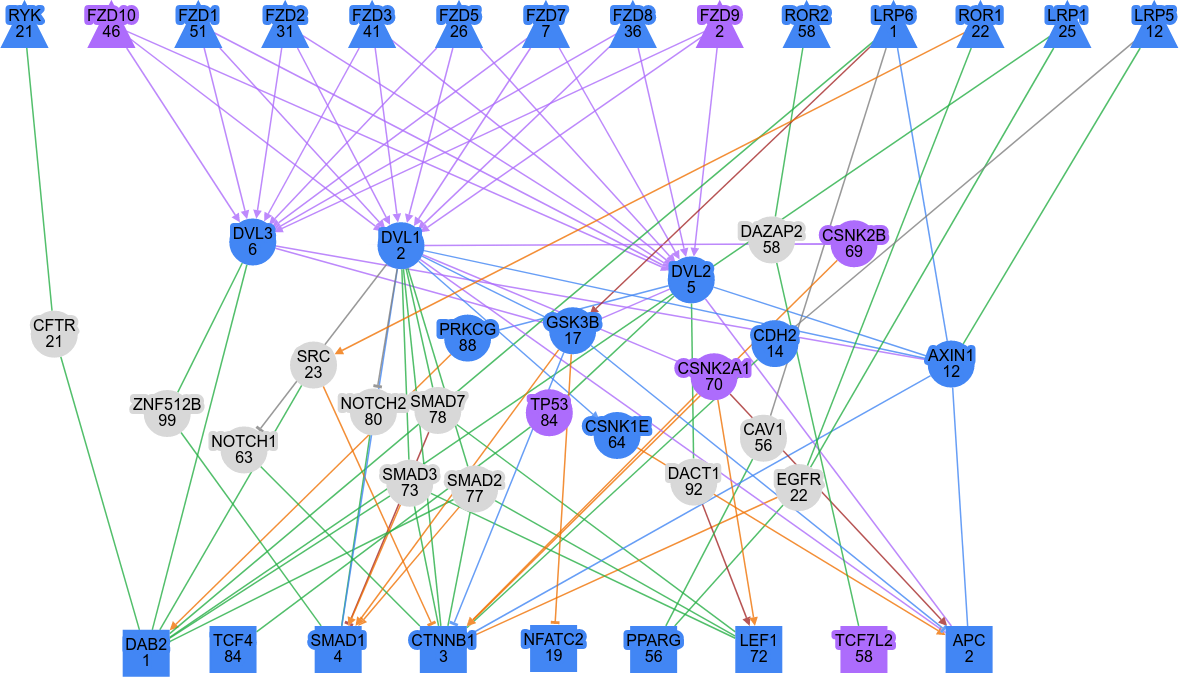 RYK
21
FZD10
46
FZD1
51
FZD2
31
FZD3
41
FZD5
26
FZD7
7
FZD8
36
FZD9
2
ROR2
58
LRP6
1
ROR1
22
LRP1
25
LRP5
12
DVL3
6
DVL1
2
DAZAP2
58
CSNK2B
69
DVL2
5
CFTR
21
PRKCG
88
GSK3B
17
CDH2
14
SRC
23
AXIN1
12
CSNK2A1
70
ZNF512B
99
NOTCH2
80
SMAD7
78
TP53
84
CSNK1E
64
CAV1
56
NOTCH1
63
SMAD3
73
SMAD2
77
DACT1
92
EGFR
22
DAB2
1
TCF4
84
SMAD1
4
CTNNB1
3
NFATC2
19
PPARG
56
LEF1
72
TCF7L2
58
APC
2